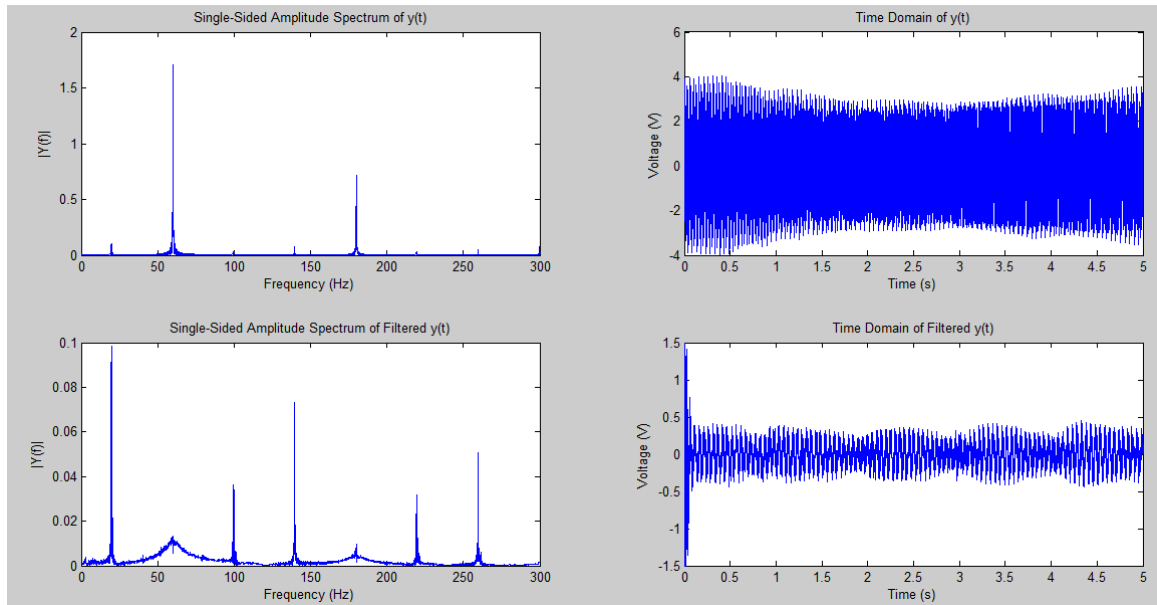 Single-Sided Amplitude Spectrum of y(t)
2
1.5
1
0.5
0
|Y(f)|
0 50 100 150 200 250 300
Frequency (Hz)
Time Domain of y(t)
6
4
2
0
-2
-4
Voltage (V)
0 0.5 1 1.5 2 2.5 3 3.5 4 4.5 5
Time (s)
Single-Sided Amplitude Spectrum of Filtered y(t)
0.1
0.08
0.06
0.04
0.02
0
|Y(f)|
0 50 100 150 200 250 300
Frequency (Hz)
Time Domain of Filtered y(t)
1.5
1
0.5
0
-0.5
-1
-1.5
Voltage (V)
0 0.5 1 1.5 2 2.5 3 3.5 4 4.5 5
Time (s)